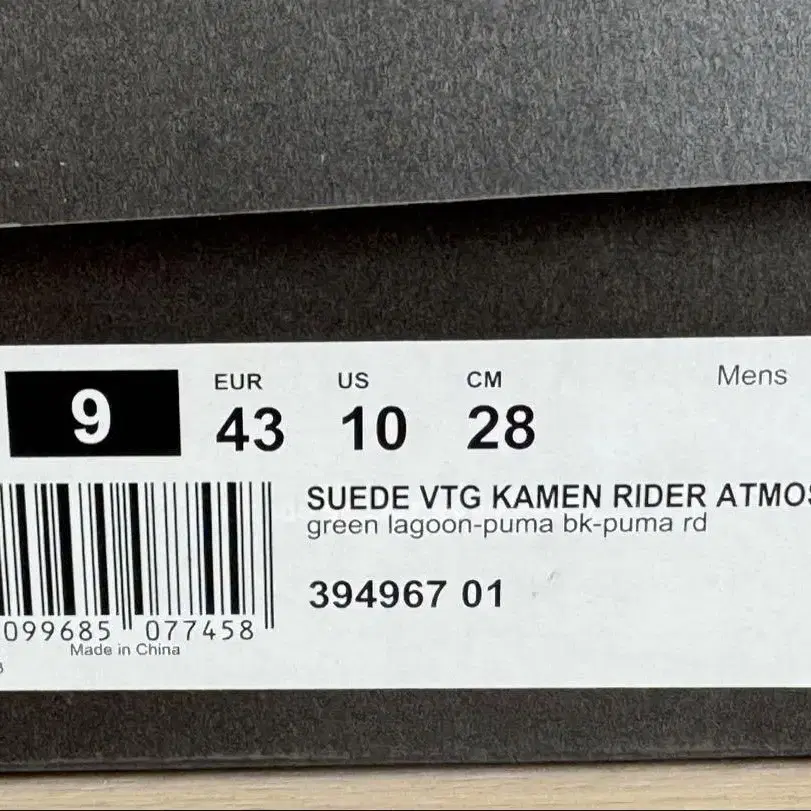 9
EUR US CM Mens
43 10 28
SUEDE VTG KAMEN RIDER ATMOS
green lagoon-puma bk-puma rd
394967 01
099685 077458
Made in China